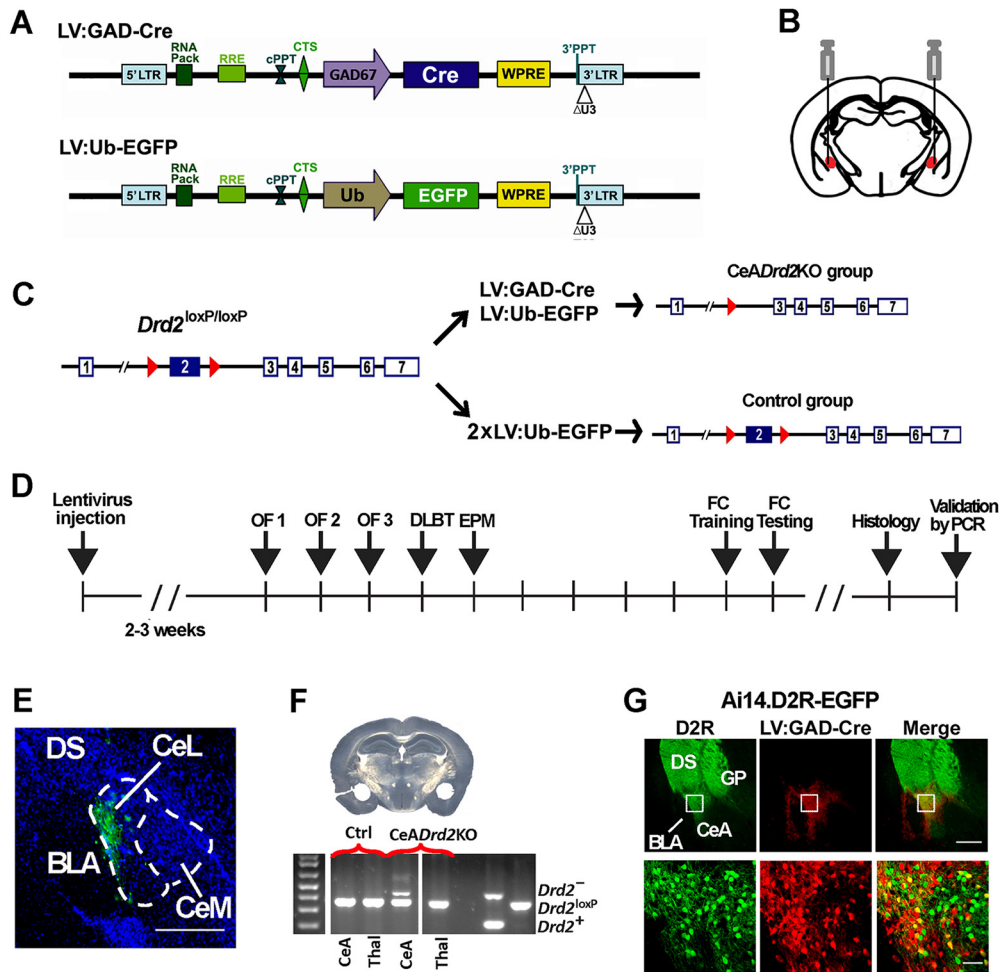 A
LV:GAD-Cre
5'LTR
RNA
Pack
RRE
cPPT
CTS
GAD67
Cre
WPRE
3'PPT
3'LTR
ΔU3
LV:Ub-EGFP
5'LTR
RNA
Pack
RRE
cPPT
CTS
Ub
EGFP
WPRE
3'PPT
3'LTR
ΔU3
B
C
Drd2loxP/loxP
1 2 3 4 5 6 7
LV:GAD-Cre
LV:Ub-EGFP
CeADrd2KO group
1 3 4 5 6 7
2xLV:Ub-EGFP
Control group
1 2 3 4 5 6 7
D
Lentivirus
injection
2-3 weeks
OF 1
OF 2
OF 3
DLBT
EPM
FC
Training
FC
Testing
Histology
Validation
by PCR
E
DS
CeL
BLA
CeM
F
Ctrl
CeADrd2KO
Drd2−
Drd2loxP
Drd2+
CeA
Thal
CeA
Thal
G
Ai14.D2R-EGFP
D2R
LV:GAD-Cre
Merge
DS
GP
BLA
CeA